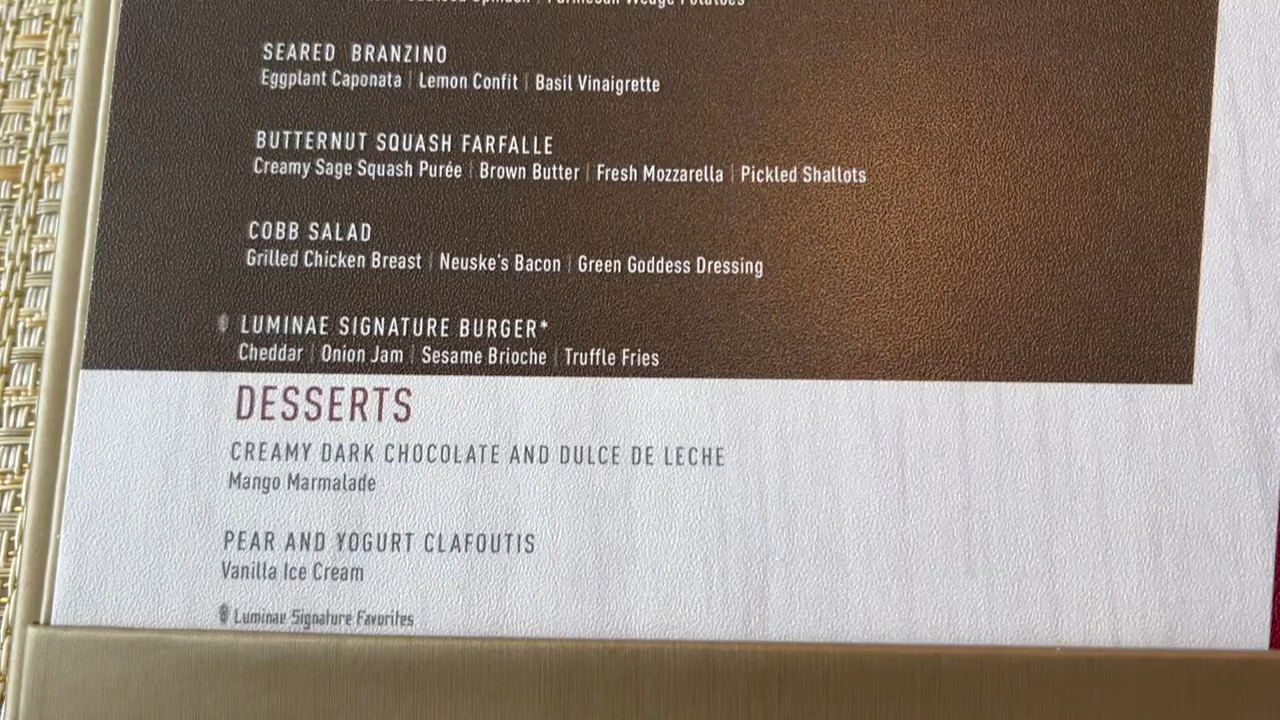 Parmesan Wedge Potatoes
SEARED BRANZINO
Eggplant Caponata | Lemon Confit | Basil Vinaigrette
BUTTERNUT SQUASH FARFALLE
Creamy Sage Squash Purée | Brown Butter | Fresh Mozzarella | Pickled Shallots
COBB SALAD
Grilled Chicken Breast | Neuske's Bacon | Green Goddess Dressing
LUMINAE SIGNATURE BURGER*
Cheddar | Onion Jam | Sesame Brioche | Truffle Fries
DESSERTS
CREAMY DARK CHOCOLATE AND DULCE DE LECHE
Mango Marmalade
PEAR AND YOGURT CLAFOUTIS
Vanilla Ice Cream
Luminae Signature Favorites